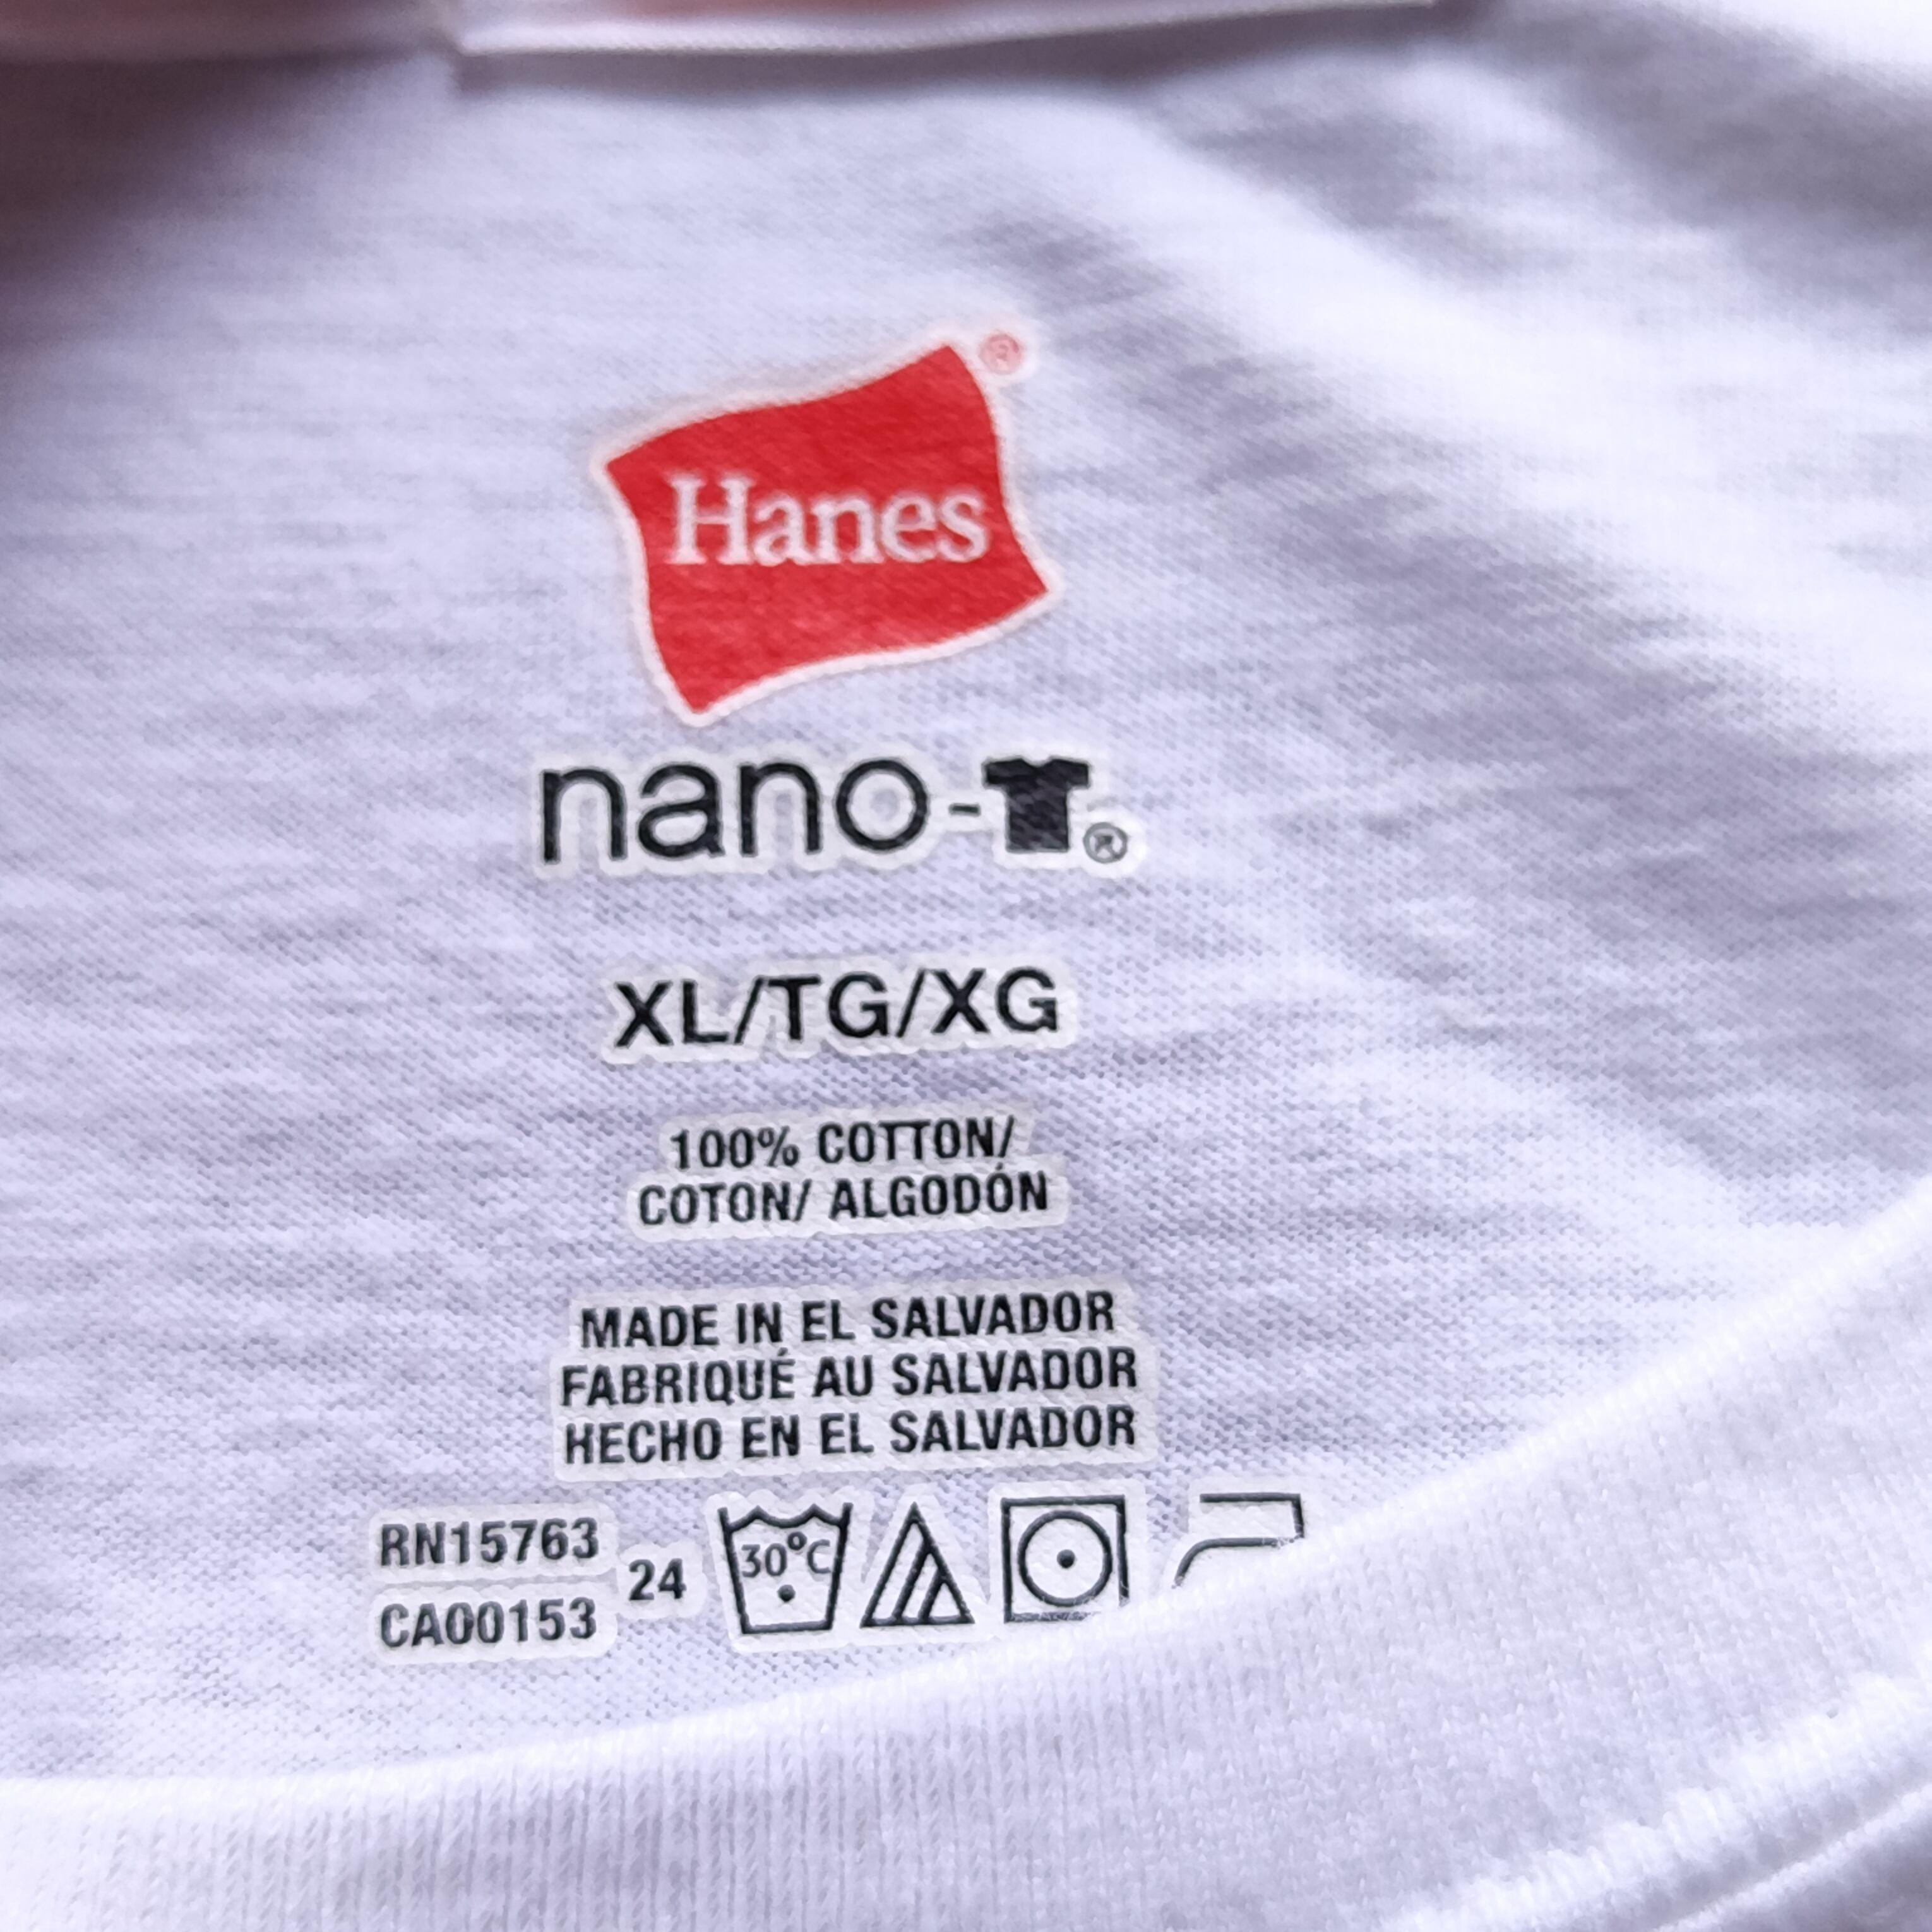 Hanes®
nano-T®
XL/TG/XG
100% COTTON/
COTON/ ALGODÓN
MADE IN EL SALVADOR
FABRIQUÉ AU SALVADOR
HECHO EN EL SALVADOR
RN15763
CA00153
24
30°C